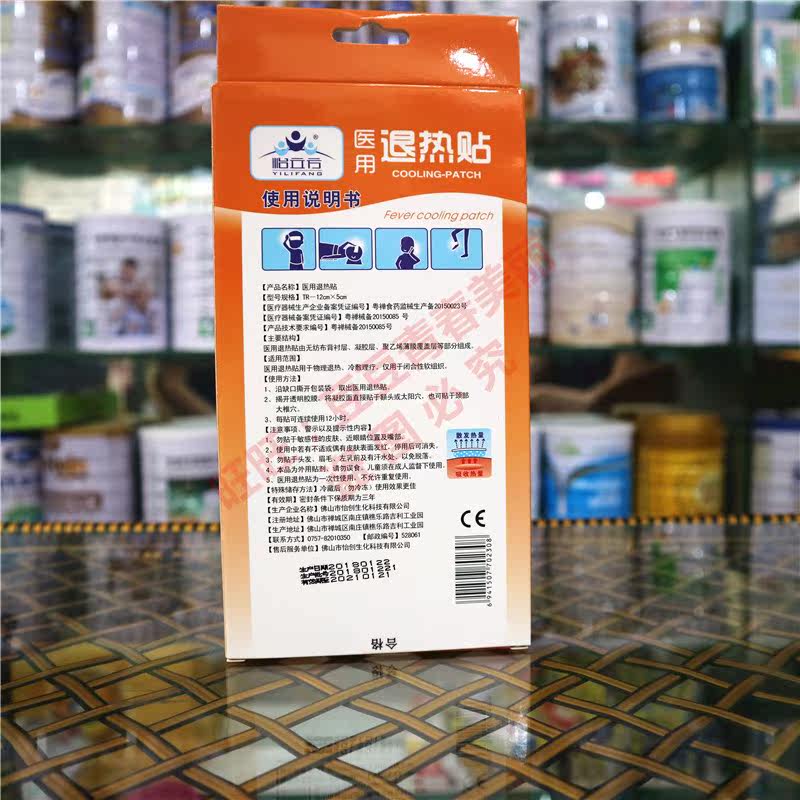 怡立方®
YILIFANG
医用 退热贴
COOLING-PATCH
使用说明书
Fever cooling patch
【产品名称】医用退热贴
【型号规格】TR-12cm×5cm
【医疗器械生产企业备案凭证编号】粤禅食药监械生产备20150023号
【医疗器械备案凭证编号】粤禅械备20150085 号
【产品技术要求编号】粤禅械备20150085号
【主要结构】
医用退热贴由无纺布背衬层、凝胶层、聚乙烯薄膜覆盖层等部分组成。
【适用范围】
医用退热贴用于物理退热、冷敷理疗，仅用于闭合性软组织。
【使用方法】
1、沿缺口撕开包装袋，取出医用退热贴。
2、揭开透明胶膜，将凝胶面直接贴于额头或太阳穴，也可贴于颈部
大椎穴。
3、每贴可连续使用12小时。
【注意事项、警示以及提示性内容】
1、勿贴于敏感性的皮肤、近眼睛位置及嘴部。
2、使用中若有不适或偶有皮肤表面发红，停用后可消失。
3、勿贴于头发、眉毛、左乳前及有汗水处，以免脱落。
4、本品为外用贴剂，请勿误食。儿童须在成人监督下使用。
5、医用退热贴为一次性使用，不允许重复使用。
【特殊储存方法】冷藏后（勿冷冻）使用效果更佳
【有效期】密封条件下保质期为三年
【生产企业名称】佛山市怡创生化科技有限公司
【注册地址】佛山市禅城区南庄镇樵乐路吉利工业园
【生产地址】佛山市禅城区南庄镇樵乐路吉利工业园
【联系方式】0757-82010350 【邮政编号】528061
【售后服务单位】佛山市怡创生化科技有限公司
散发热量
吸收热量
CE
6941507702308
生产日期20180122
生产批号20180122
有效期至20210121
合格
青春美丽
必究